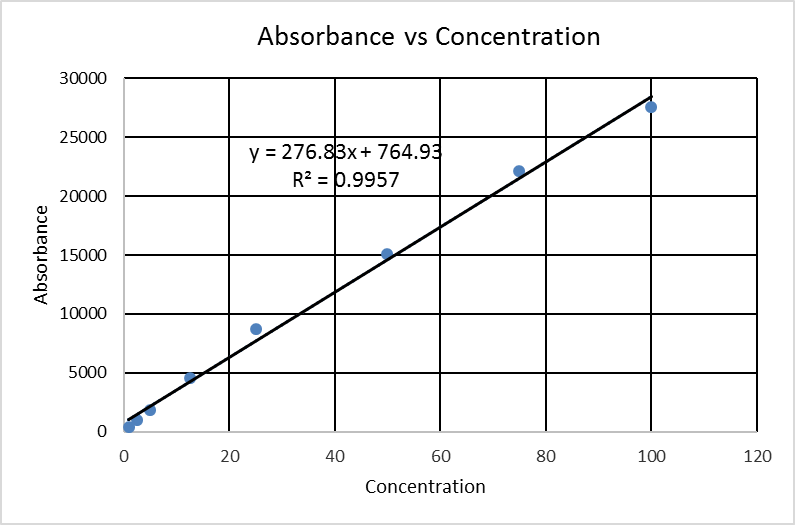 Absorbance vs Concentration
30000
25000
20000
15000
10000
5000
0
y = 276.83x + 764.93
R² = 0.9957
Absorbance
0 20 40 60 80 100 120
Concentration